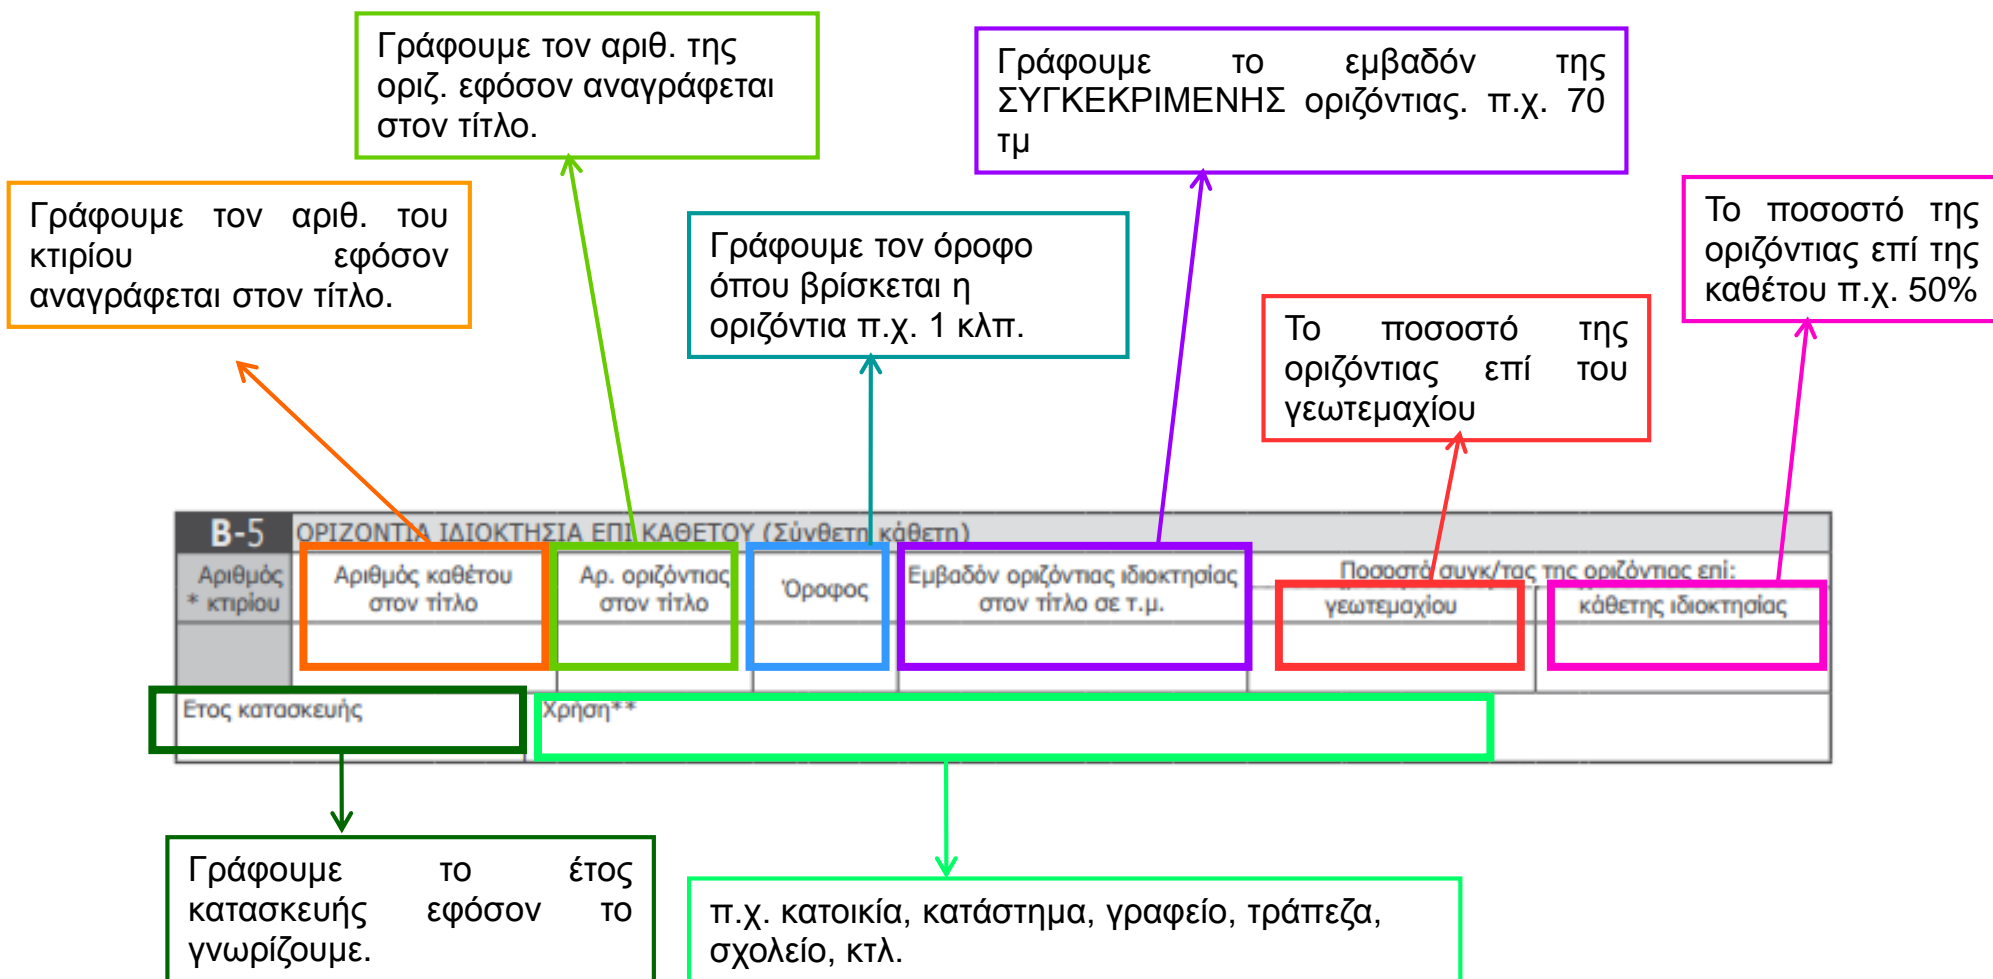 Γράφουμε τον αριθ. της
οριζ. εφόσον αναγράφεται
στον τίτλο.
Γράφουμε το εμβαδόν της
ΣΥΓΚΕΚΡΙΜΕΝΗΣ οριζόντιας. π.χ. 70
τμ
Γράφουμε τον αριθ. του
κτιρίου εφόσον
αναγράφεται στον τίτλο.
Γράφουμε τον όροφο
όπου βρίσκεται η
οριζόντια π.χ. 1 κλπ.
Το ποσοστό της
οριζόντιας επί του
γεωτεμαχίου
Το ποσοστό της
οριζόντιας επί της
καθέτου π.χ. 50%
Β-5 ΟΡΙΖΟΝΤΙΑ ΙΔΙΟΚΤΗΣΙΑ ΕΠΙ ΚΑΘΕΤΟΥ (Σύνθετη κάθετη)
Αριθμός
* κτιρίου
Αριθμός καθέτου
στον τίτλο
Αρ. οριζόντιας
στον τίτλο
Όροφος
Εμβαδόν οριζόντιας ιδιοκτησίας
στον τίτλο σε τ.μ.
Ποσοστό συγκ/τας της οριζόντιας επί:
γεωτεμαχίου
κάθετης ιδιοκτησίας
Ετος κατασκευής
Χρήση**
Γράφουμε το έτος
κατασκευής εφόσον το
γνωρίζουμε.
π.χ. κατοικία, κατάστημα, γραφείο, τράπεζα,
σχολείο, κτλ.